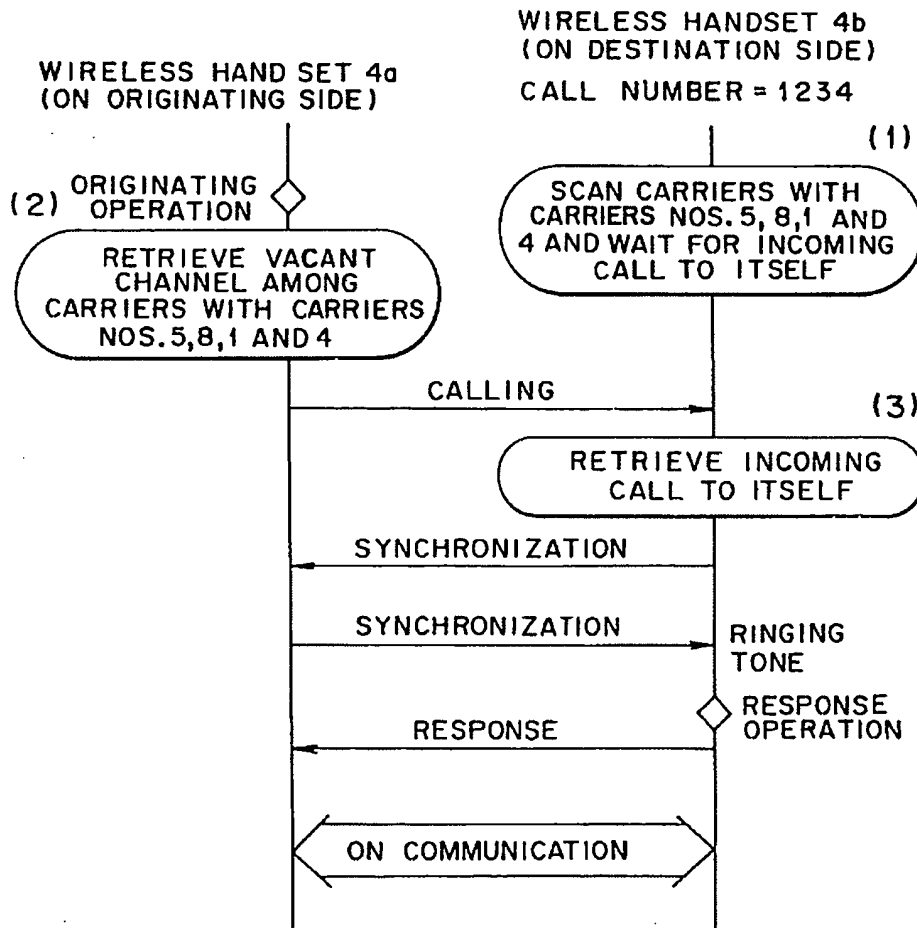 WIRELESS HANDSET 4b
(ON DESTINATION SIDE)
CALL NUMBER = 1234
WIRELESS HAND SET 4a
(ON ORIGINATING SIDE)
(1)
SCAN CARRIERS WITH
CARRIERS NOS. 5, 8, 1 AND
4 AND WAIT FOR INCOMING
CALL TO ITSELF
(2)
ORIGINATING
OPERATION
RETRIEVE VACANT
CHANNEL AMONG
CARRIERS WITH CARRIERS
NOS. 5, 8, 1 AND 4
CALLING
(3)
RETRIEVE INCOMING
CALL TO ITSELF
SYNCHRONIZATION
SYNCHRONIZATION
RINGING
TONE
RESPONSE
OPERATION
RESPONSE
ON COMMUNICATION